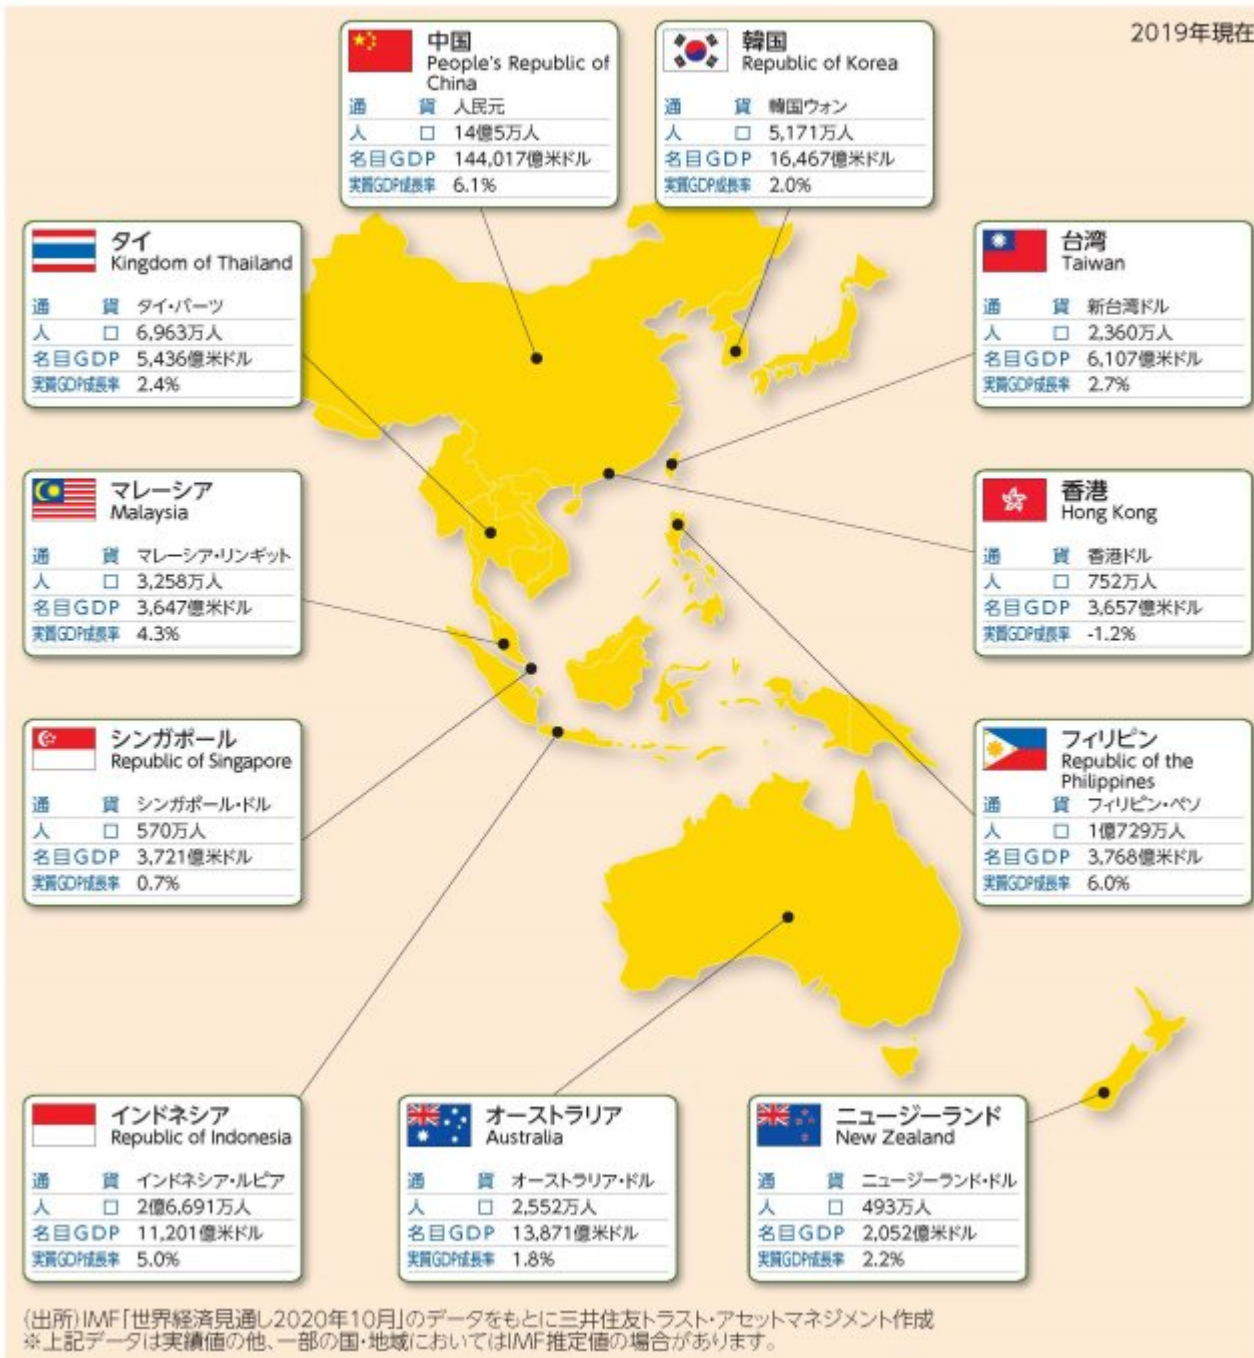 2019年現在
中国
People's Republic of
China
通貨 人民元
人口 14億5万人
名目GDP 144,017億米ドル
実質GDP成長率 6.1%
韓国
Republic of Korea
通貨 韓国ウォン
人口 5,171万人
名目GDP 16,467億米ドル
実質GDP成長率 2.0%
タイ
Kingdom of Thailand
通貨 タイ・バーツ
人口 6,963万人
名目GDP 5,436億米ドル
実質GDP成長率 2.4%
台湾
Taiwan
通貨 新台湾ドル
人口 2,360万人
名目GDP 6,107億米ドル
実質GDP成長率 2.7%
マレーシア
Malaysia
通貨 マレーシア・リンギット
人口 3,258万人
名目GDP 3,647億米ドル
実質GDP成長率 4.3%
香港
Hong Kong
通貨 香港ドル
人口 752万人
名目GDP 3,657億米ドル
実質GDP成長率 -1.2%
シンガポール
Republic of Singapore
通貨 シンガポール・ドル
人口 570万人
名目GDP 3,721億米ドル
実質GDP成長率 0.7%
フィリピン
Republic of the
Philippines
通貨 フィリピン・ペソ
人口 1億729万人
名目GDP 3,768億米ドル
実質GDP成長率 6.0%
インドネシア
Republic of Indonesia
通貨 インドネシア・ルピア
人口 2億6,691万人
名目GDP 11,201億米ドル
実質GDP成長率 5.0%
オーストラリア
Australia
通貨 オーストラリア・ドル
人口 2,552万人
名目GDP 13,871億米ドル
実質GDP成長率 1.8%
ニュージーランド
New Zealand
通貨 ニュージーランド・ドル
人口 493万人
名目GDP 2,052億米ドル
実質GDP成長率 2.2%
(出所)IMF「世界経済見通し2020年10月」のデータをもとに三井住友トラスト・アセットマネジメント作成
※上記データは実績値の他、一部の国・地域においてはIMF推定値の場合があります。